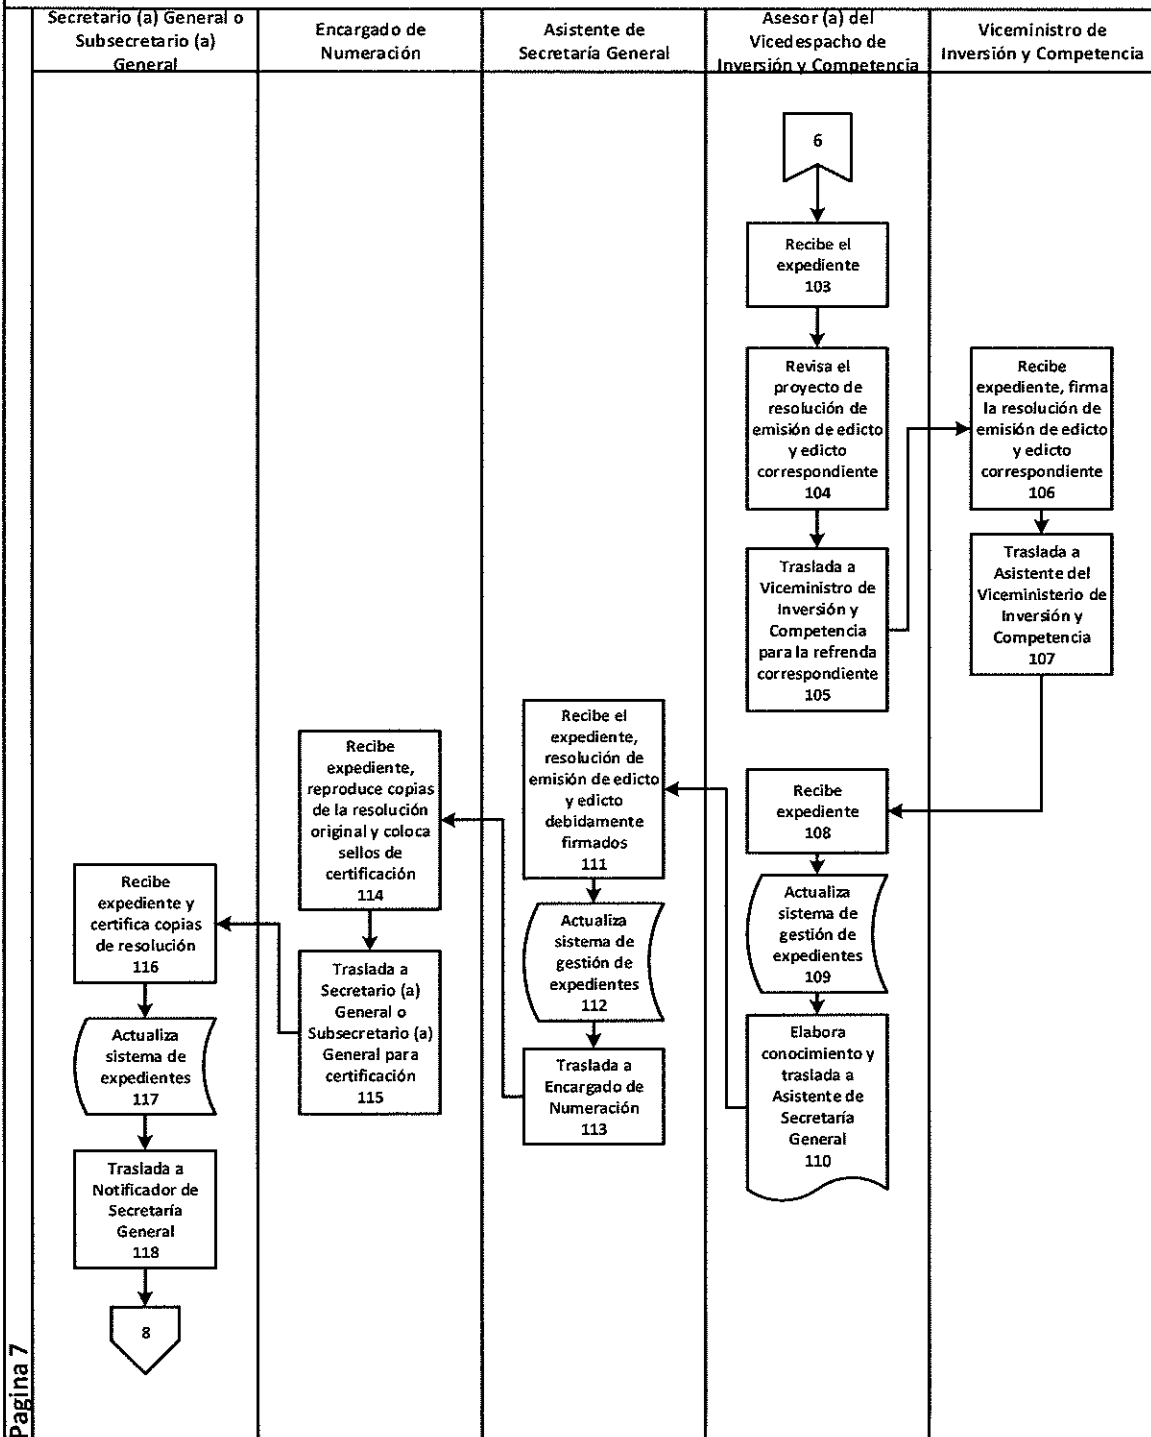 Secretario (a) General o
Subsecretario (a)
General
Encargado de
Numeración
Asistente de
Secretaría General
Asesor (a) del
Vicedespacho de
Inversión y Competencia
Viceministro de
Inversión y Competencia
6
Recibe el
expediente
103
Revisa el
proyecto de
resolución de
emisión de edicto
y edicto
correspondiente
104
Traslada a
Viceministro de
Inversión y
Competencia
para la refrenda
correspondiente
105
Recibe
expediente, firma
la resolución de
emisión de edicto
y edicto
correspondiente
106
Traslada a
Asistente del
Viceministerio de
Inversión y
Competencia
107
Recibe
expediente
108
Actualiza
sistema de
gestión de
expedientes
109
Elabora
conocimiento y
traslada a
Asistente de
Secretaría
General
110
Recibe el
expediente,
resolución de
emisión de edicto
y edicto
debidamente
firmados
111
Actualiza
sistema de
gestión de
expedientes
112
Traslada a
Encargado de
Numeración
113
Recibe
expediente,
reproduce copias
de la resolución
original y coloca
sellos de
certificación
114
Traslada a
Secretario (a)
General o
Subsecretario (a)
General para
certificación
115
Recibe
expediente y
certifica copias
de resolución
116
Actualiza
sistema de
expedientes
117
Traslada a
Notificador de
Secretaría
General
118
8
Pagina 7